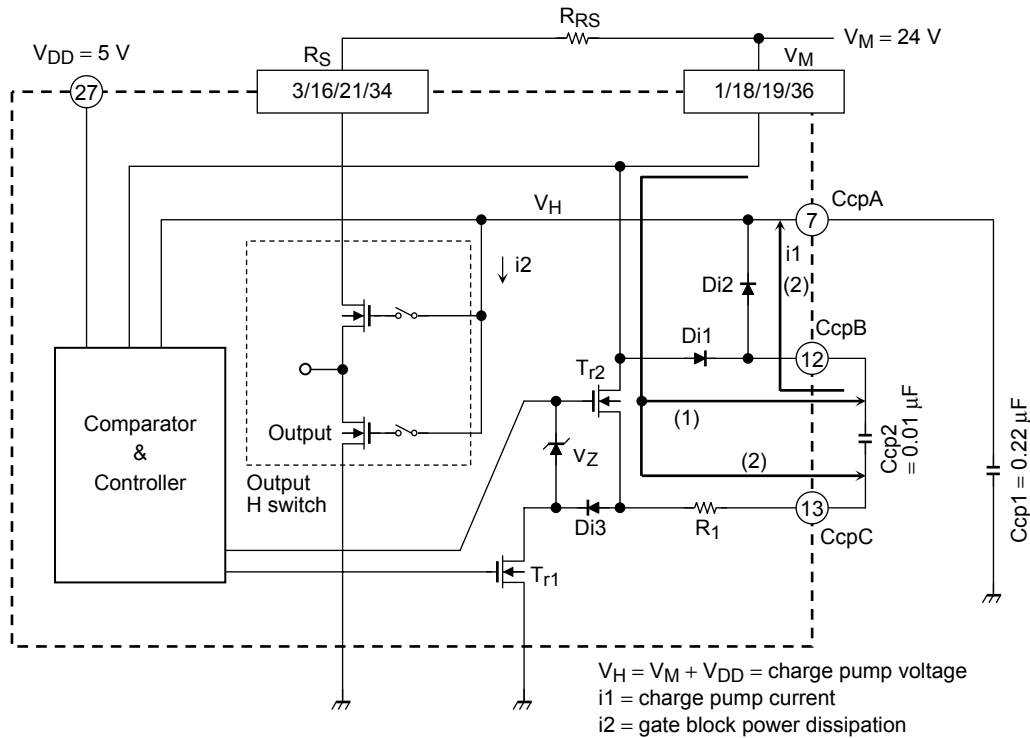 R_RS
V_DD = 5 V
R_S
V_M
V_M = 24 V
27
3/16/21/34
1/18/19/36
V_H
7
CcpA
i2
i1
Di2
(2)
CcpB
Di1
12
T_r2
Comparator
&
Controller
Output
(1)
Ccp2
= 0.01 μF
V_Z
(2)
Output
H switch
Ccp1 = 0.22 μF
Di3
R_1
13
CcpC
T_r1
V_H = V_M + V_DD = charge pump voltage
i1 = charge pump current
i2 = gate block power dissipation